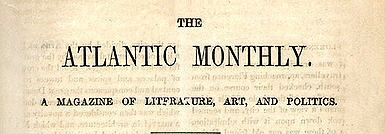 THE
ATLANTIC MONTHLY.
A MAGAZINE OF LITERATURE, ART, AND POLITICS.